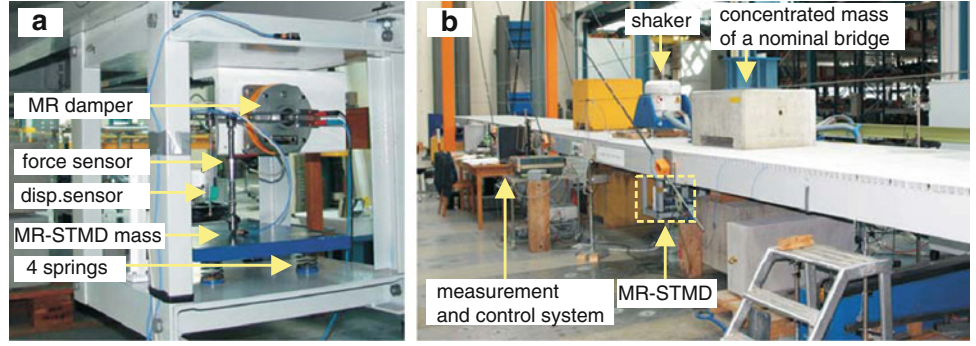 a
MR damper
force sensor
disp.sensor
MR-STMD mass
4 springs
b
shaker
concentrated mass
of a nominal bridge
measurement
and control system
MR-STMD